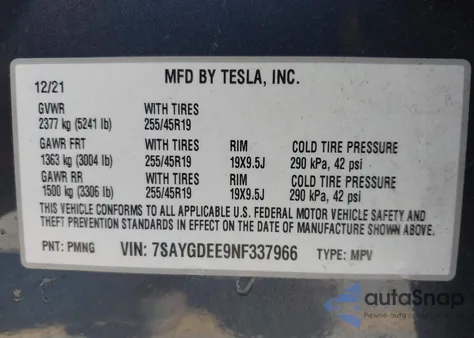 MFD BY TESLA, INC.
12/21
GVWR WITH TIRES
2377 kg (5241 lb) 255/45R19
GAWR FRT WITH TIRES RIM COLD TIRE PRESSURE
1363 kg (3004 lb) 255/45R19 19X9.5J 290 kPa, 42 psi
GAWR RR WITH TIRES RIM COLD TIRE PRESSURE
1500 kg (3306 lb) 255/45R19 19X9.5J 290 kPa, 42 psi
THIS VEHICLE CONFORMS TO ALL APPLICABLE U.S. FEDERAL MOTOR VEHICLE SAFETY AND
THEFT PREVENTION STANDARDS IN EFFECT ON THE DATE OF MANUFACTURE SHOWN ABOVE.
PNT: PMNG VIN: 7SAYGDEE9NF337966 TYPE: MPV
autoSnap